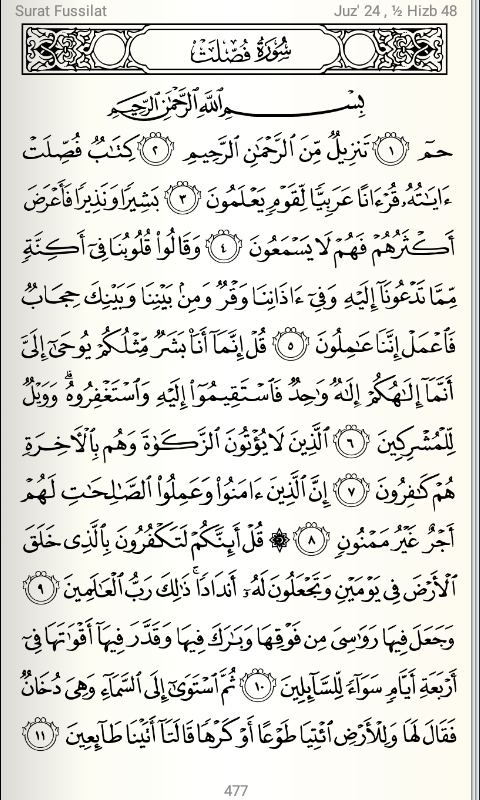 Surat Fussilat Juz' 24 , ½ Hizb 48
سُورَةُ فُصِّلَتْ
بِسْمِ ٱللَّهِ ٱلرَّحْمَٰنِ ٱلرَّحِيمِ
حمٓ ١ تَنزِيلٌ مِّنَ ٱلرَّحْمَٰنِ ٱلرَّحِيمِ ٢ كِتَٰبٌ فُصِّلَتْ
ءَايَٰتُهُۥ قُرْءَانًا عَرَبِيًّا لِّقَوْمٍ يَعْلَمُونَ ٣ بَشِيرًا وَنَذِيرًا فَأَعْرَضَ
أَكْثَرُهُمْ فَهُمْ لَا يَسْمَعُونَ ٤ وَقَالُوا۟ قُلُوبُنَا فِىٓ أَكِنَّةٍ
مِّمَّا تَدْعُونَآ إِلَيْهِ وَفِىٓ ءَاذَانِنَا وَقْرٌ وَمِنۢ بَيْنِنَا وَبَيْنِكَ حِجَابٌ
فَٱعْمَلْ إِنَّنَا عَٰمِلُونَ ٥ قُلْ إِنَّمَآ أَنَا۠ بَشَرٌ مِّثْلُكُمْ يُوحَىٰٓ إِلَىَّ
أَنَّمَآ إِلَٰهُكُمْ إِلَٰهٌ وَٰحِدٌ فَٱسْتَقِيمُوٓا۟ إِلَيْهِ وَٱسْتَغْفِرُوهُ ۗ وَوَيْلٌ
لِّلْمُشْرِكِينَ ٦ ٱلَّذِينَ لَا يُؤْتُونَ ٱلزَّكَوٰةَ وَهُم بِٱلْءَاخِرَةِ
هُمْ كَٰفِرُونَ ٧ إِنَّ ٱلَّذِينَ ءَامَنُوا۟ وَعَمِلُوا۟ ٱلصَّٰلِحَٰتِ لَهُمْ
أَجْرٌ غَيْرُ مَمْنُونٍ ٨ ۞ قُلْ أَئِنَّكُمْ لَتَكْفُرُونَ بِٱلَّذِى خَلَقَ
ٱلْأَرْضَ فِى يَوْمَيْنِ وَتَجْعَلُونَ لَهُۥٓ أَندَادًا ۚ ذَٰلِكَ رَبُّ ٱلْعَٰلَمِينَ ٩
وَجَعَلَ فِيهَا رَوَٰسِىَ مِن فَوْقِهَا وَبَٰرَكَ فِيهَا وَقَدَّرَ فِيهَآ أَقْوَٰتَهَا فِىٓ
أَرْبَعَةِ أَيَّامٍ سَوَآءً لِّلسَّآئِلِينَ ١٠ ثُمَّ ٱسْتَوَىٰٓ إِلَى ٱلسَّمَآءِ وَهِىَ دُخَانٌ
فَقَالَ لَهَا وَلِلْأَرْضِ ٱئْتِيَا طَوْعًا أَوْ كَرْهًا قَالَتَآ أَتَيْنَا طَآئِعِينَ ١١
477